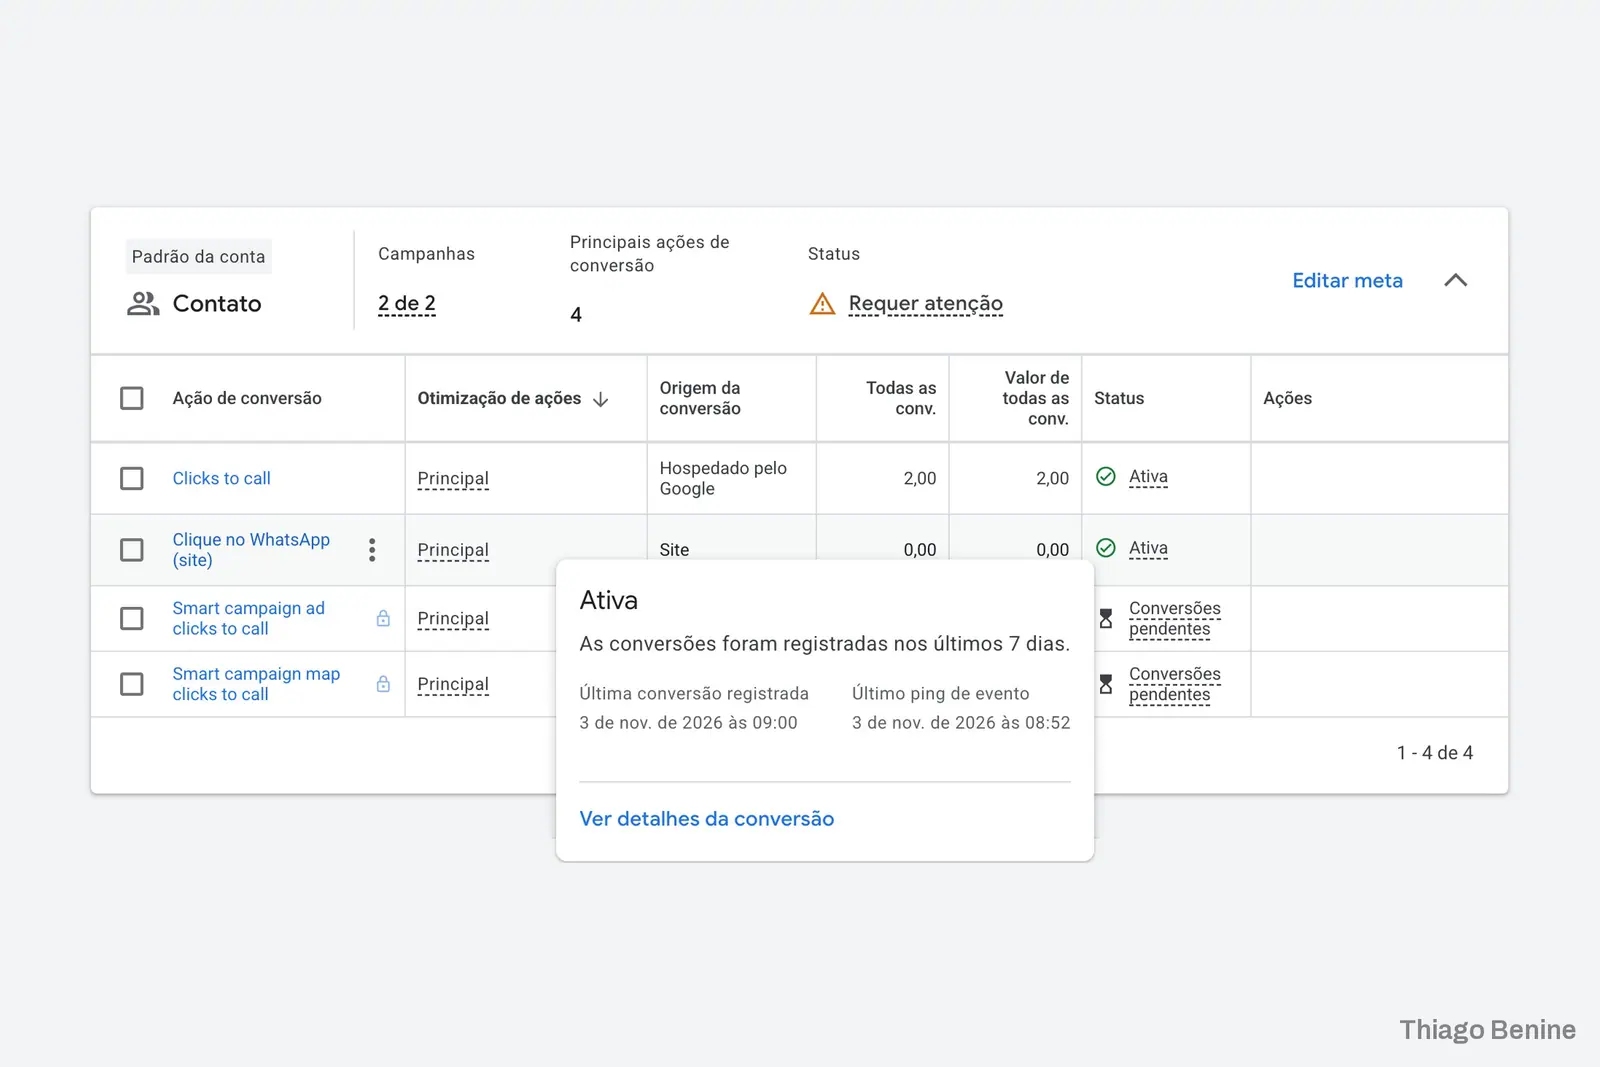 Padrão da conta
Contato
Campanhas
2 de 2
Principais ações de
conversão
4
Status
Requer atenção
Editar meta
Ação de conversão
Otimização de ações
Origem da
conversão
Todas as
conv.
Valor de
todas as
conv.
Status
Ações
Clicks to call
Principal
Hospedado pelo
Google
2,00
2,00
Ativa
Clique no WhatsApp
(site)
Principal
Site
0,00
0,00
Ativa
Smart campaign ad
clicks to call
Principal
Conversões
pendentes
Smart campaign map
clicks to call
Principal
Conversões
pendentes
Ativa
As conversões foram registradas nos últimos 7 dias.
Última conversão registrada
3 de nov. de 2026 às 09:00
Último ping de evento
3 de nov. de 2026 às 08:52
Ver detalhes da conversão
1 - 4 de 4
Thiago Benine